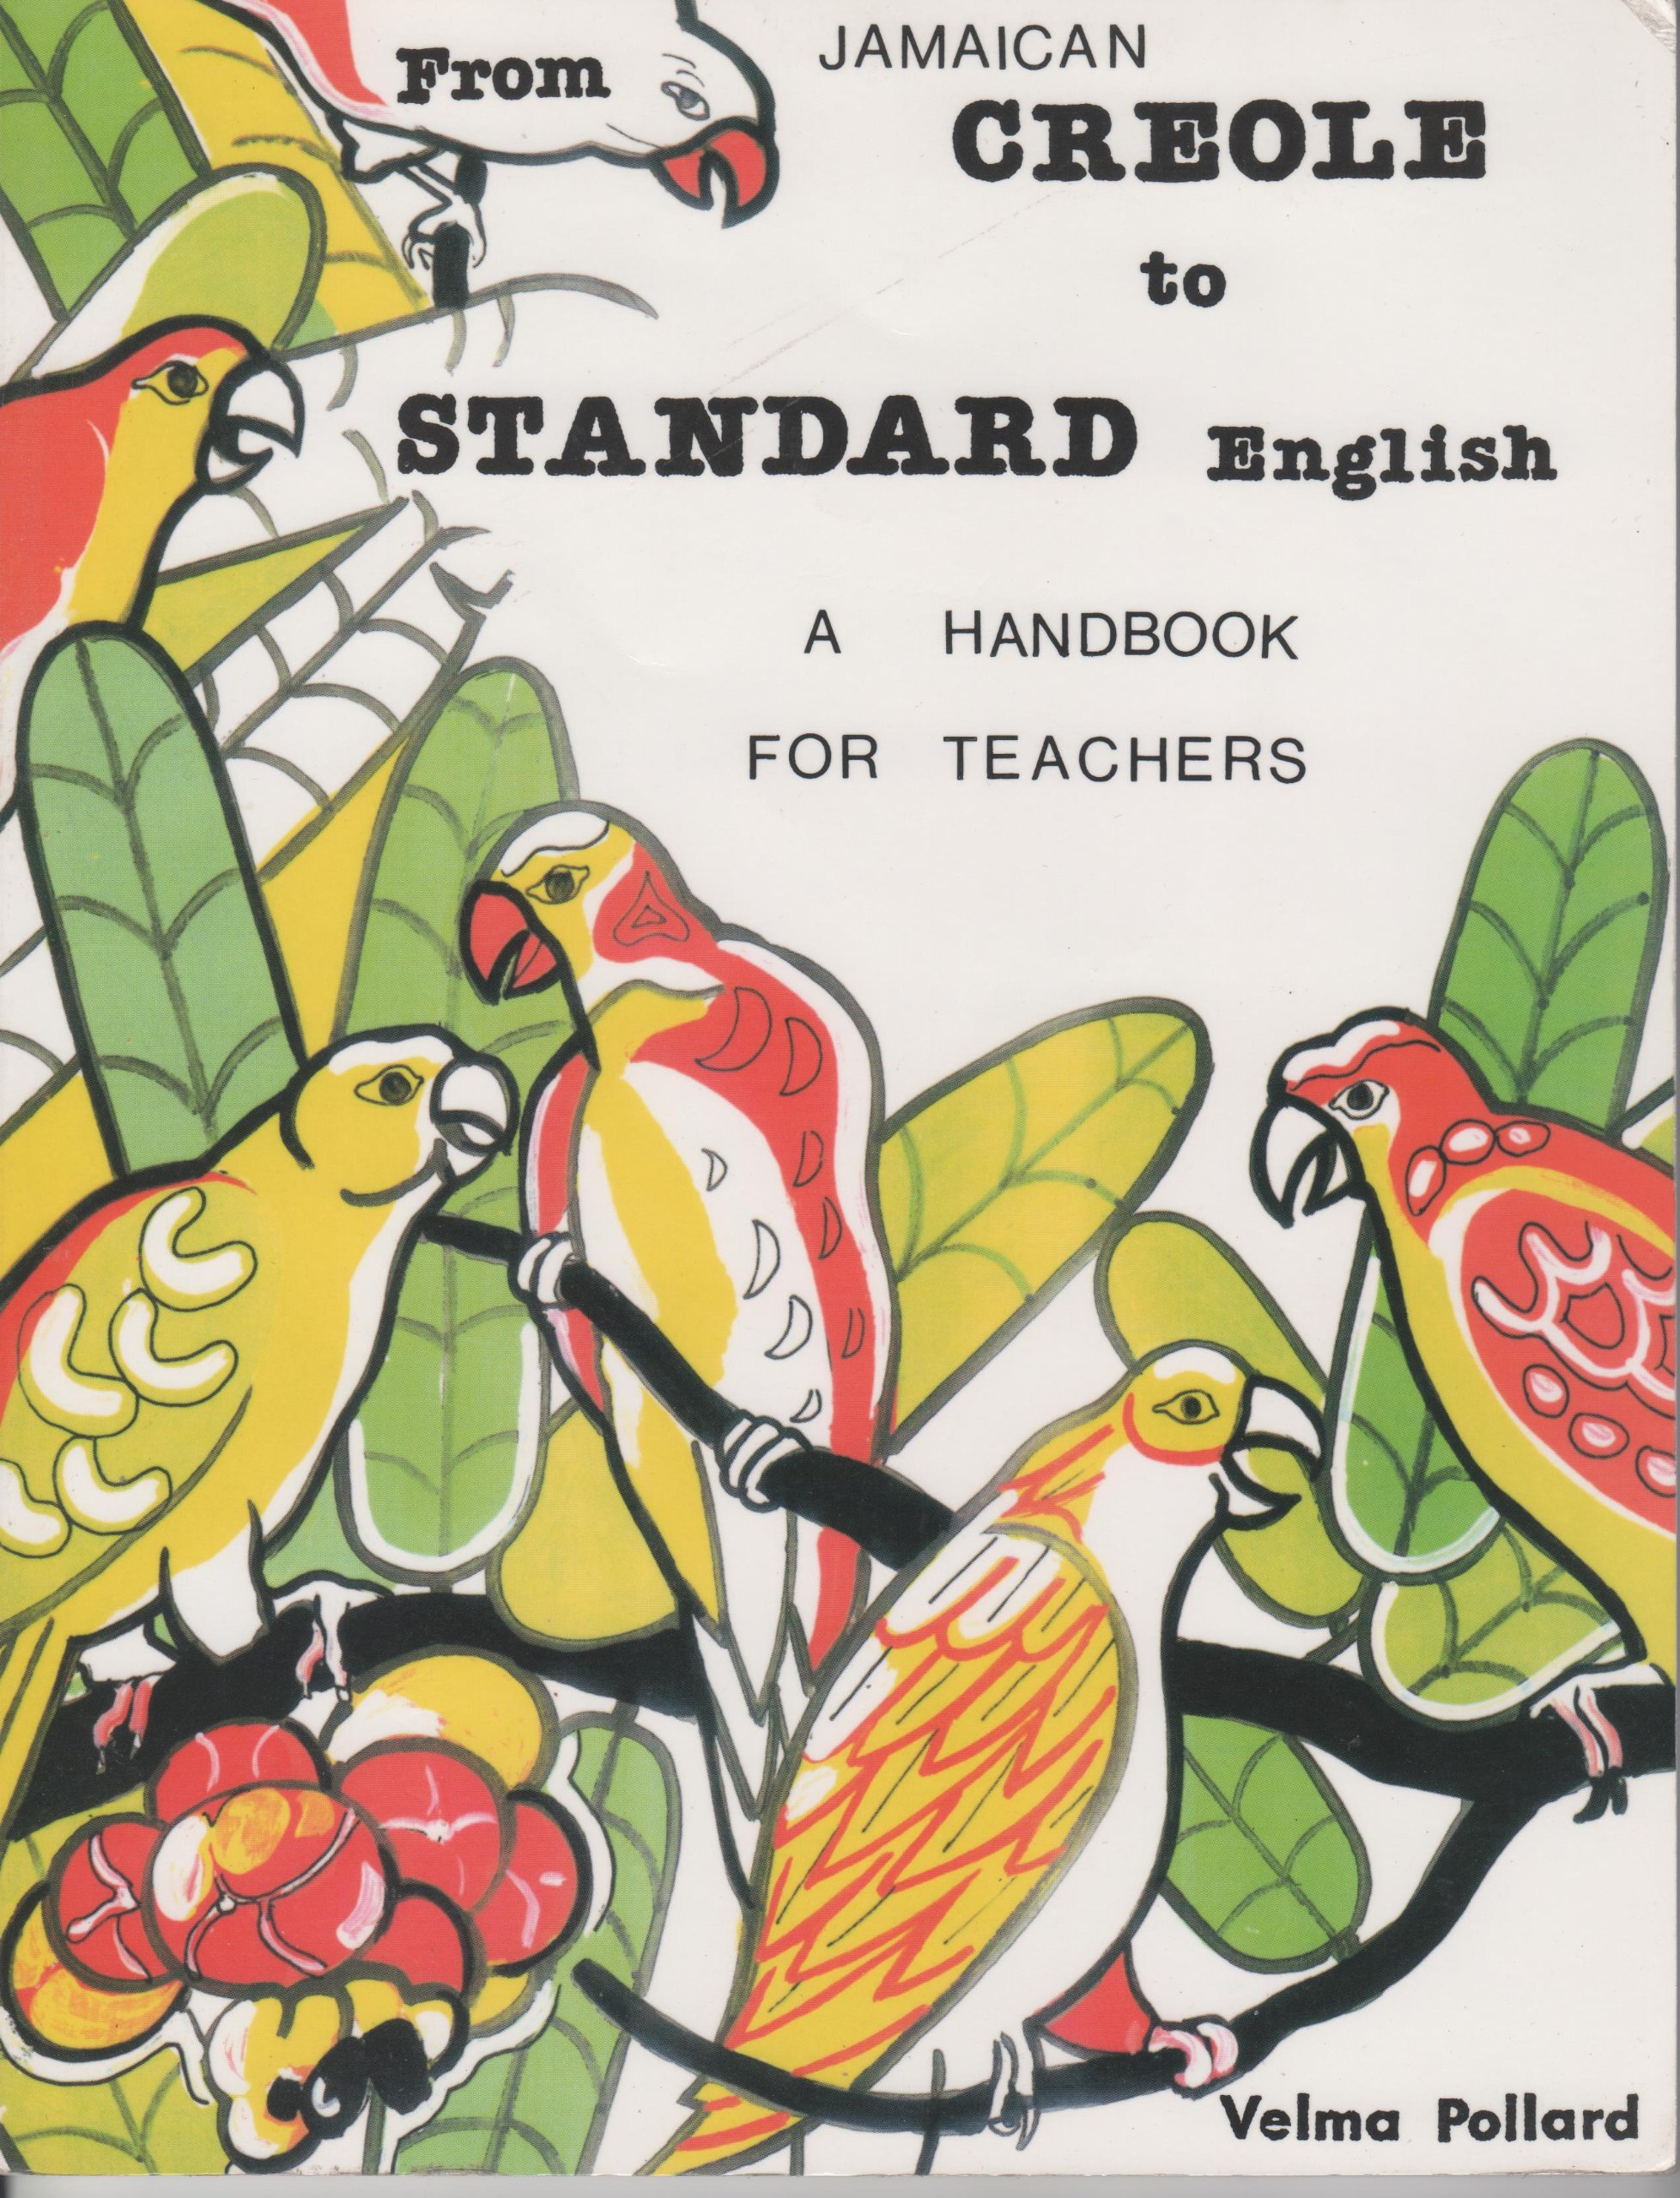 From JAMAICAN
CREOLE
to
STANDARD English
A HANDBOOK
FOR TEACHERS
Velma Pollard